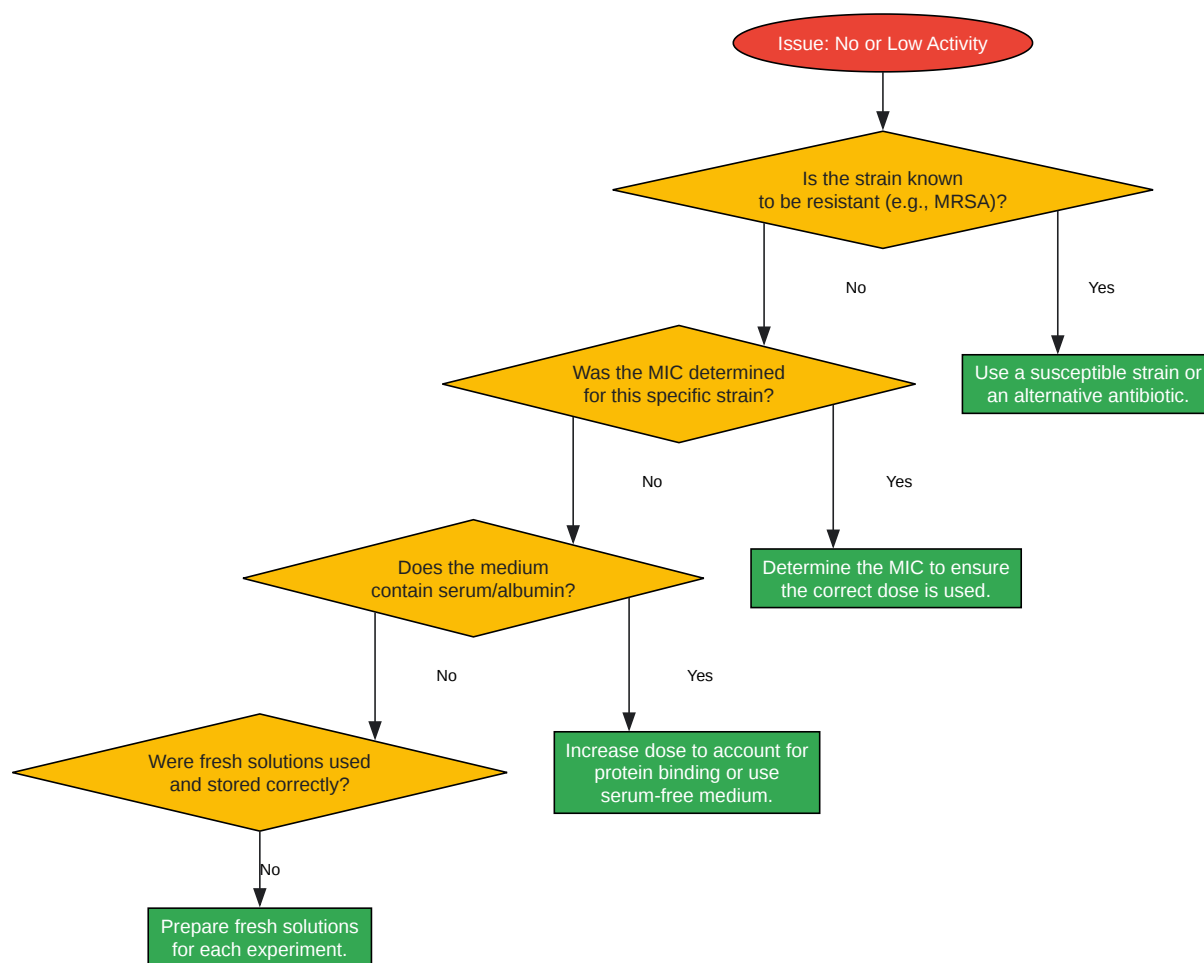 Issue: No or Low Activity
Is the strain known
to be resistant (e.g., MRSA)?
No
Yes
Was the MIC determined
for this specific strain?
Use a susceptible strain or
an alternative antibiotic.
No
Yes
Does the medium
contain serum/albumin?
Determine the MIC to ensure
the correct dose is used.
No
Yes
Were fresh solutions used
and stored correctly?
Increase dose to account for
protein binding or use
serum-free medium.
No
Prepare fresh solutions
for each experiment.